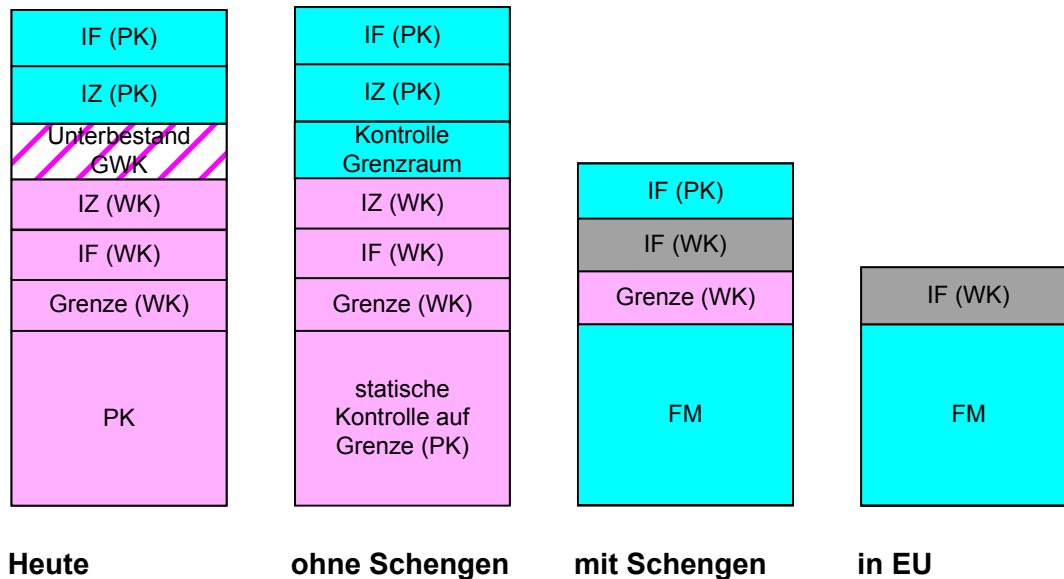 IF (PK)
IZ (PK)
Unterbestand
GWK
IZ (WK)
IF (WK)
Grenze (WK)
PK
Heute
IF (PK)
IZ (PK)
Kontrolle
Grenzraum
IZ (WK)
IF (WK)
Grenze (WK)
statische
Kontrolle auf
Grenze (PK)
ohne Schengen
IF (PK)
IF (WK)
Grenze (WK)
FM
mit Schengen
IF (WK)
FM
in EU